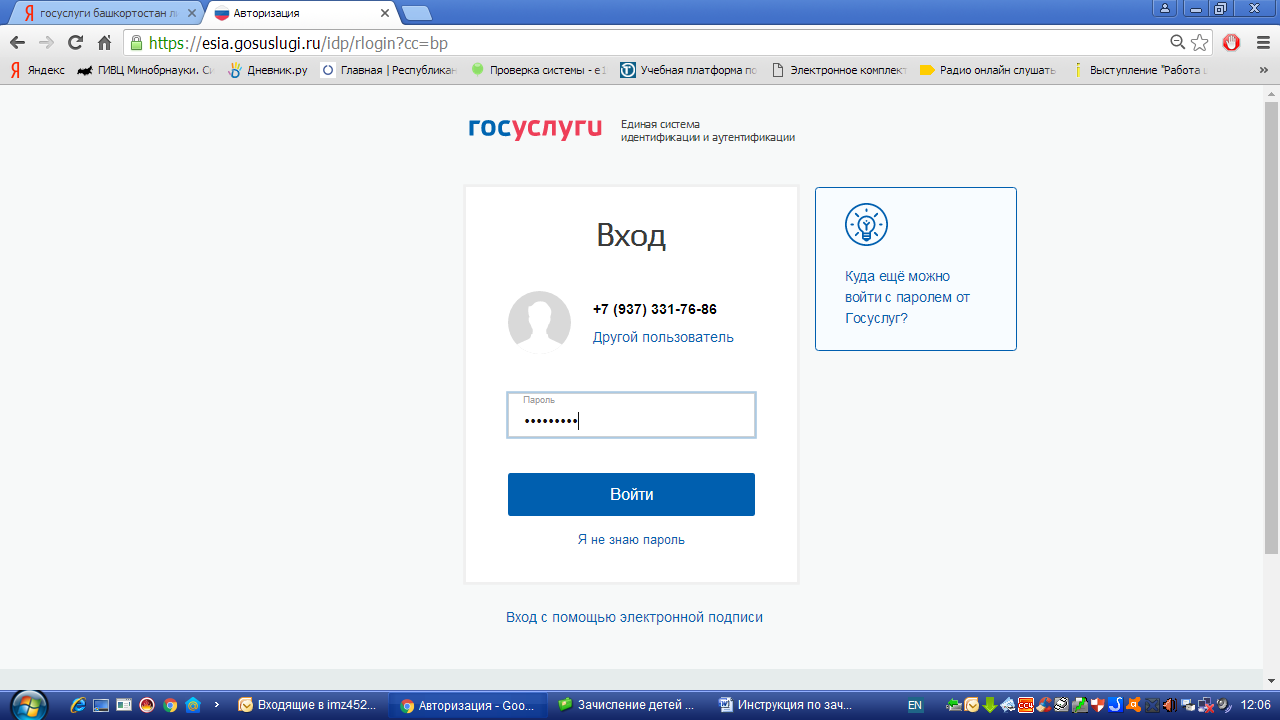 госуслуги башкортостан л
Авторизация
https://esia.gosuslugi.ru/idp/rlogin?cc=bp
Яндекс
ГИВЦ Минобрнауки. Си
Дневник.ру
Главная | Республикан
Проверка системы - e1
Учебная платформа по
Электронное комплект
Радио онлайн слушать
Выступление "Работа ц
»
госуслуги
Единая система
идентификации и аутентификации
Вход
+7 (937) 331-76-86
Другой пользователь
Пароль
•••••••••
Войти
Я не знаю пароль
Вход с помощью электронной подписи
Куда ещё можно
войти с паролем от
Госуслуг?
Входящие в imz452...
Авторизация - Goo...
Зачисление детей ...
Инструкция по зач...
EN
12:06